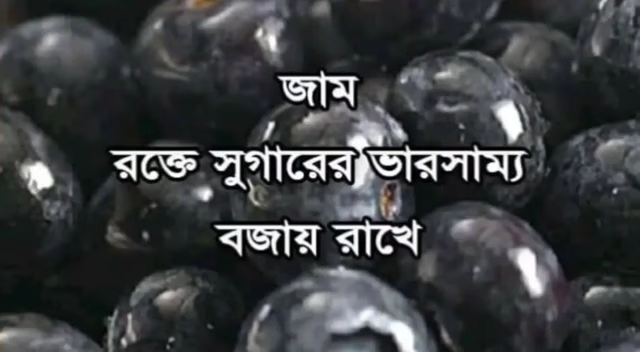 জাম
রক্তে সুগারের ভারসাম্য
বজায় রাখে